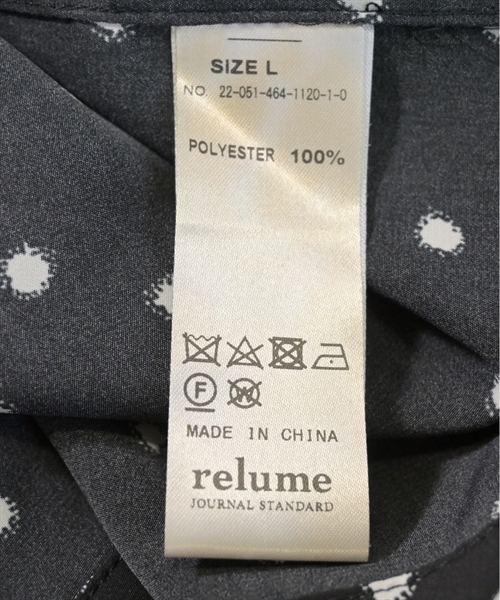 SIZE L
NO. 22-051-464-1120-1-0
POLYESTER 100%
F W
MADE IN CHINA
relume
JOURNAL STANDARD